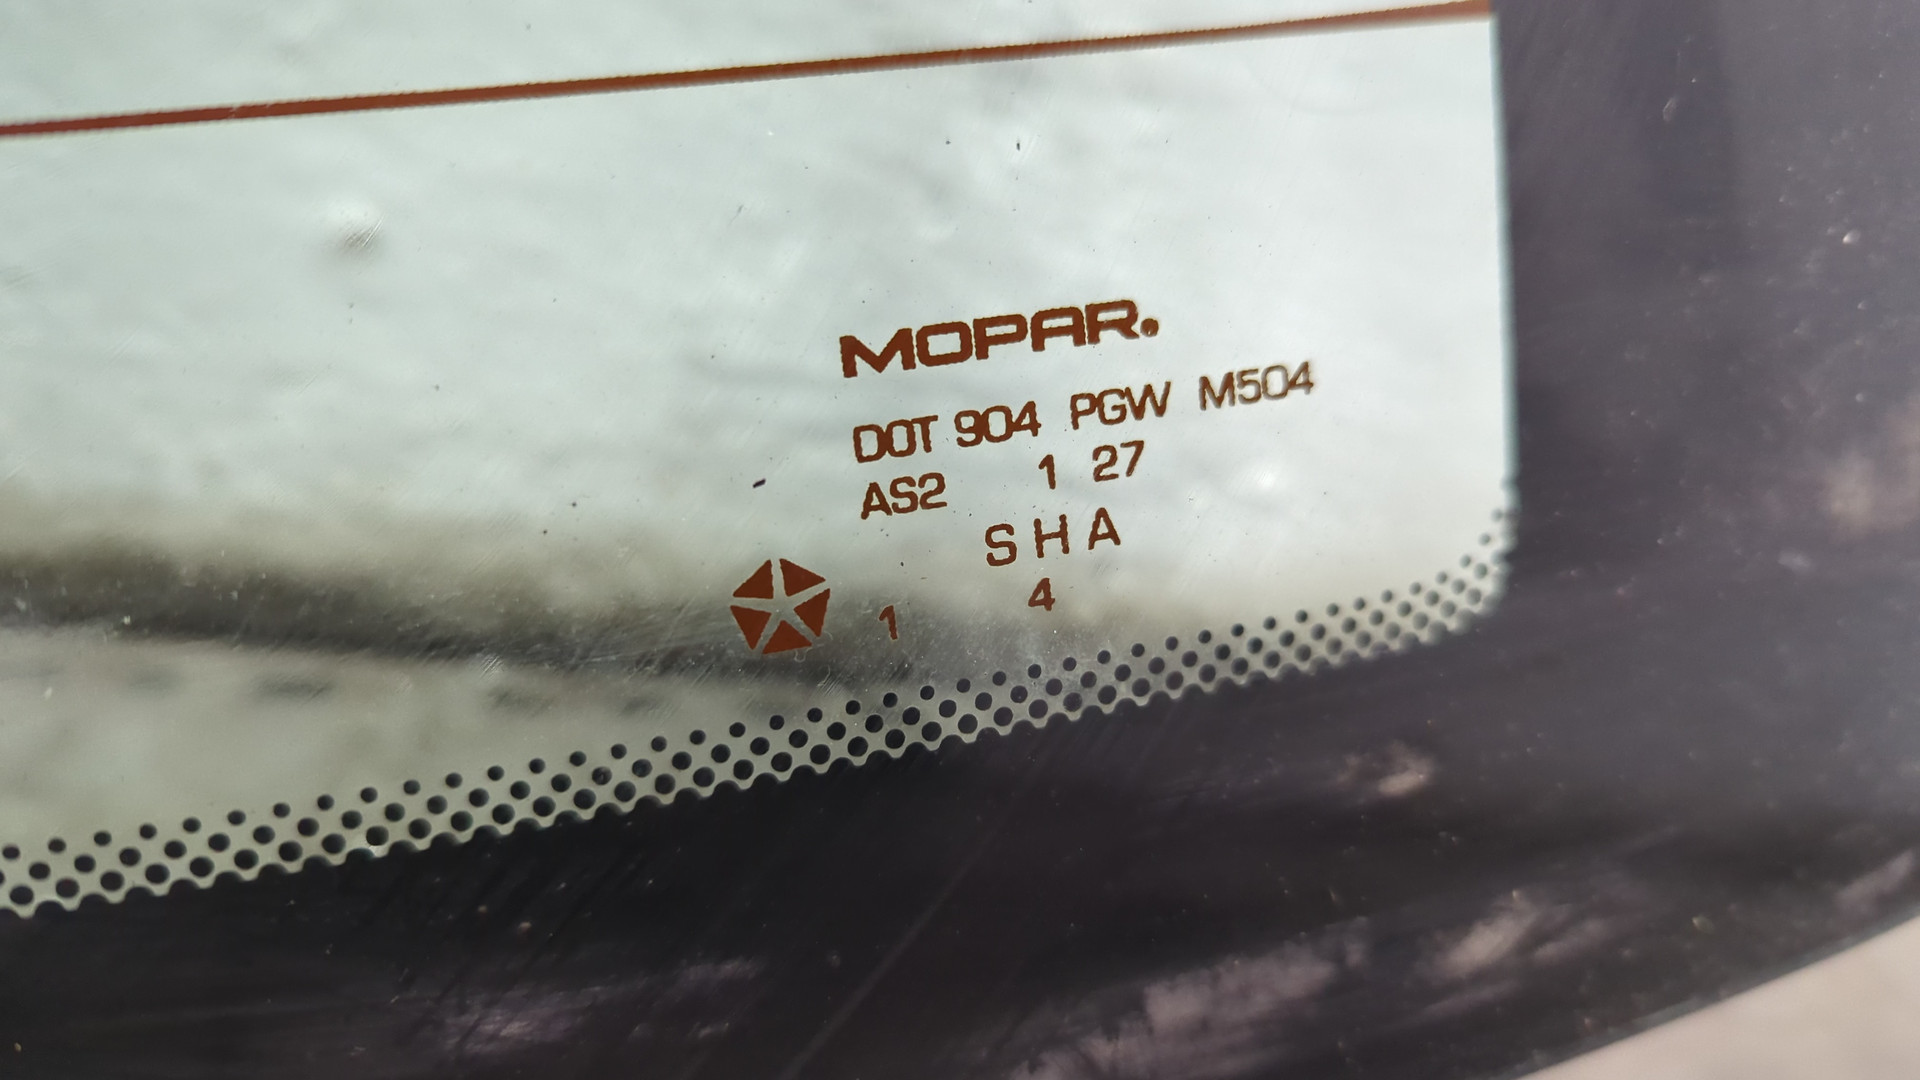 MOPAR.
DOT 904 PGW M504
AS2 1 27
S H A
1 4